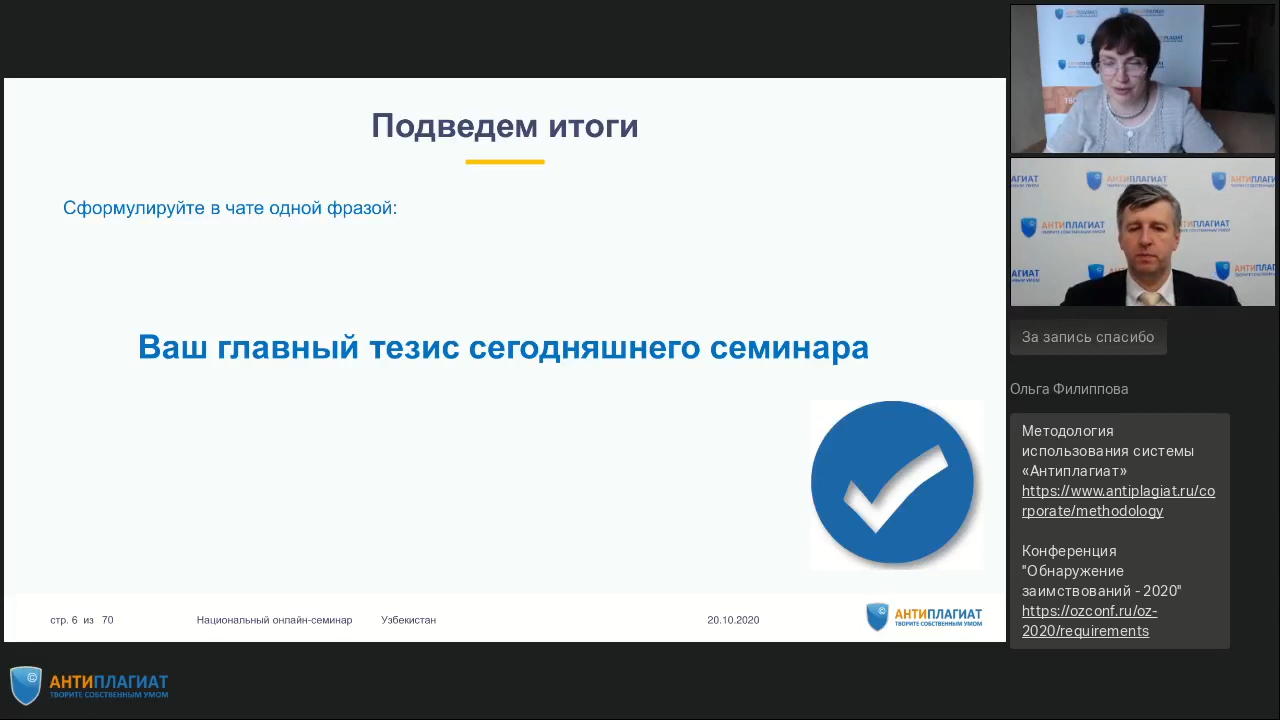 Подведем итоги
Сформулируйте в чате одной фразой:
Ваш главный тезис сегодняшнего семинара
стр. 6 из 70
Национальный онлайн-семинар
Узбекистан
20.10.2020
АНТИПЛАГИАТ
ТВОРИТЕ СОБСТВЕННЫМ УМОМ
АНТИПЛАГИАТ
ТВОРИТЕ СОБСТВЕННЫМ УМОМ
АНТИПЛАГИАТ
АНТИПЛАГИАТ
За запись спасибо
Ольга Филиппова
Методология
использования системы
«Антиплагиат»
https://www.antiplagiat.ru/co
rporate/methodology
Конференция
"Обнаружение
заимствований - 2020"
https://ozconf.ru/oz-
2020/requirements